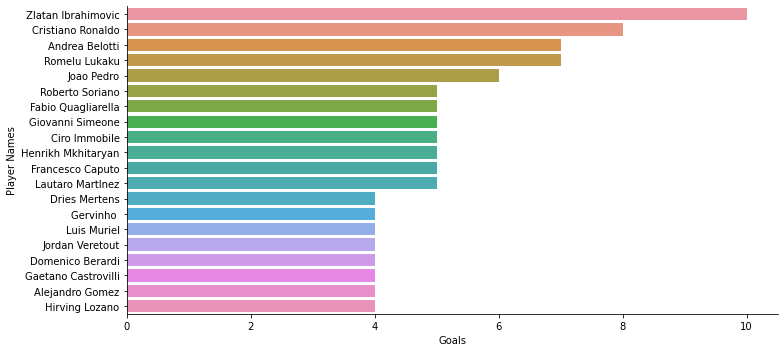 Player Names
Zlatan Ibrahimovic
Cristiano Ronaldo
Andrea Belotti
Romelu Lukaku
Joao Pedro
Roberto Soriano
Fabio Quagliarella
Giovanni Simeone
Ciro Immobile
Henrikh Mkhitaryan
Francesco Caputo
Lautaro MartInez
Dries Mertens
Gervinho
Luis Muriel
Jordan Veretout
Domenico Berardi
Gaetano Castrovilli
Alejandro Gomez
Hirving Lozano
0 2 4 6 8 10
Goals